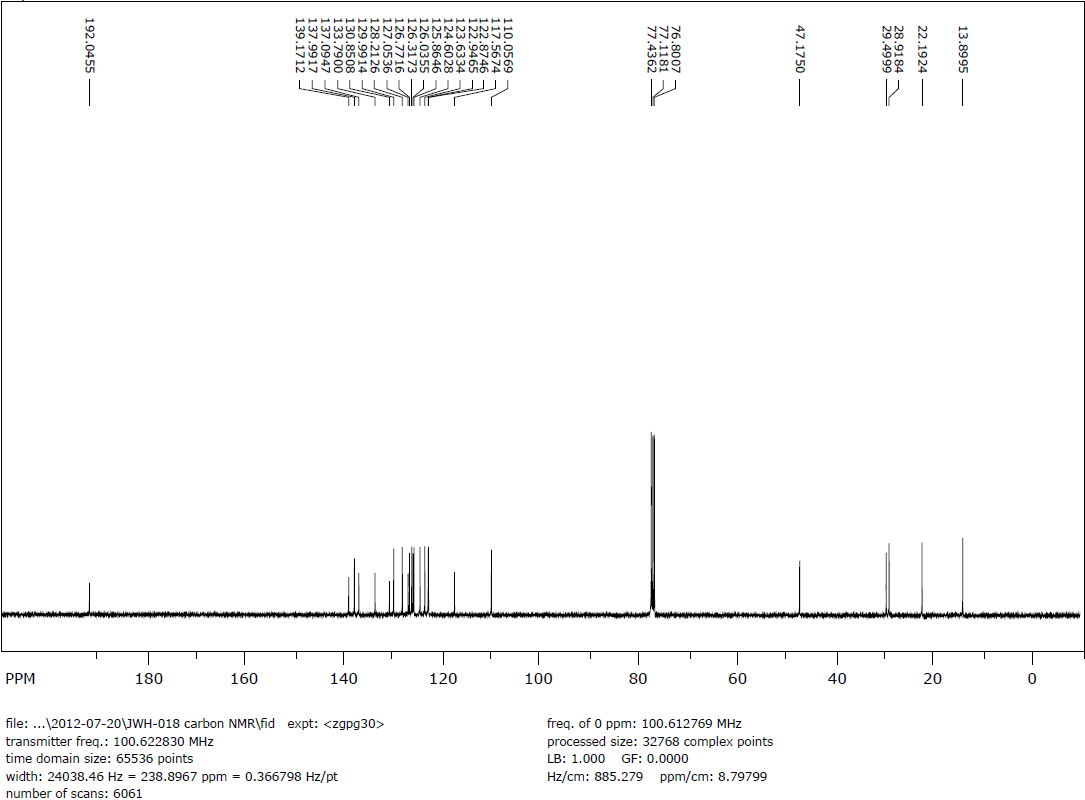 192.0455
139.1712
137.9917
137.0947
133.7900
130.8508
129.9914
128.2126
127.0536
126.7716
126.3173
126.0355
125.8646
124.6028
123.6334
122.9465
122.8746
117.5674
110.0569
77.4362
77.1181
76.8007
47.1750
29.4999
28.9184
22.1924
13.8995
PPM 180 160 140 120 100 80 60 40 20 0
file: ...\2012-07-20\JWH-018 carbon NMR\fid expt: <zgpg30>
transmitter freq.: 100.622830 MHz
time domain size: 65536 points
width: 24038.46 Hz = 238.8967 ppm = 0.366798 Hz/pt
number of scans: 6061
freq. of 0 ppm: 100.612769 MHz
processed size: 32768 complex points
LB: 1.000 GF: 0.0000
Hz/cm: 885.279 ppm/cm: 8.79799